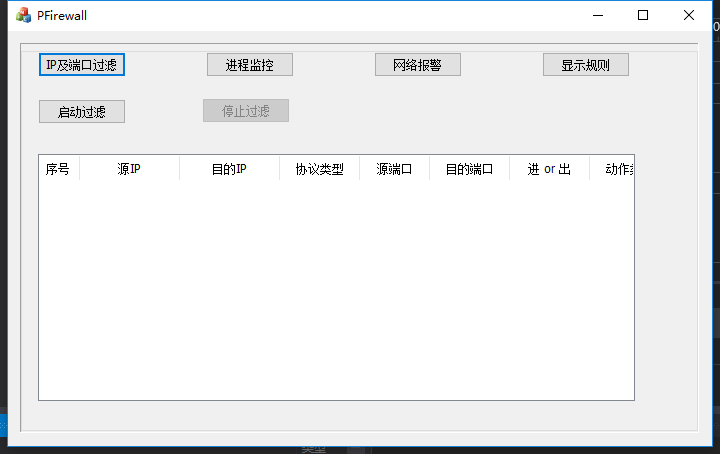 PFirewall
IP及端口过滤 进程监控 网络报警 显示规则
启动过滤 停止过滤
序号 源IP 目的IP 协议类型 源端口 目的端口 进 or 出 动作
类型